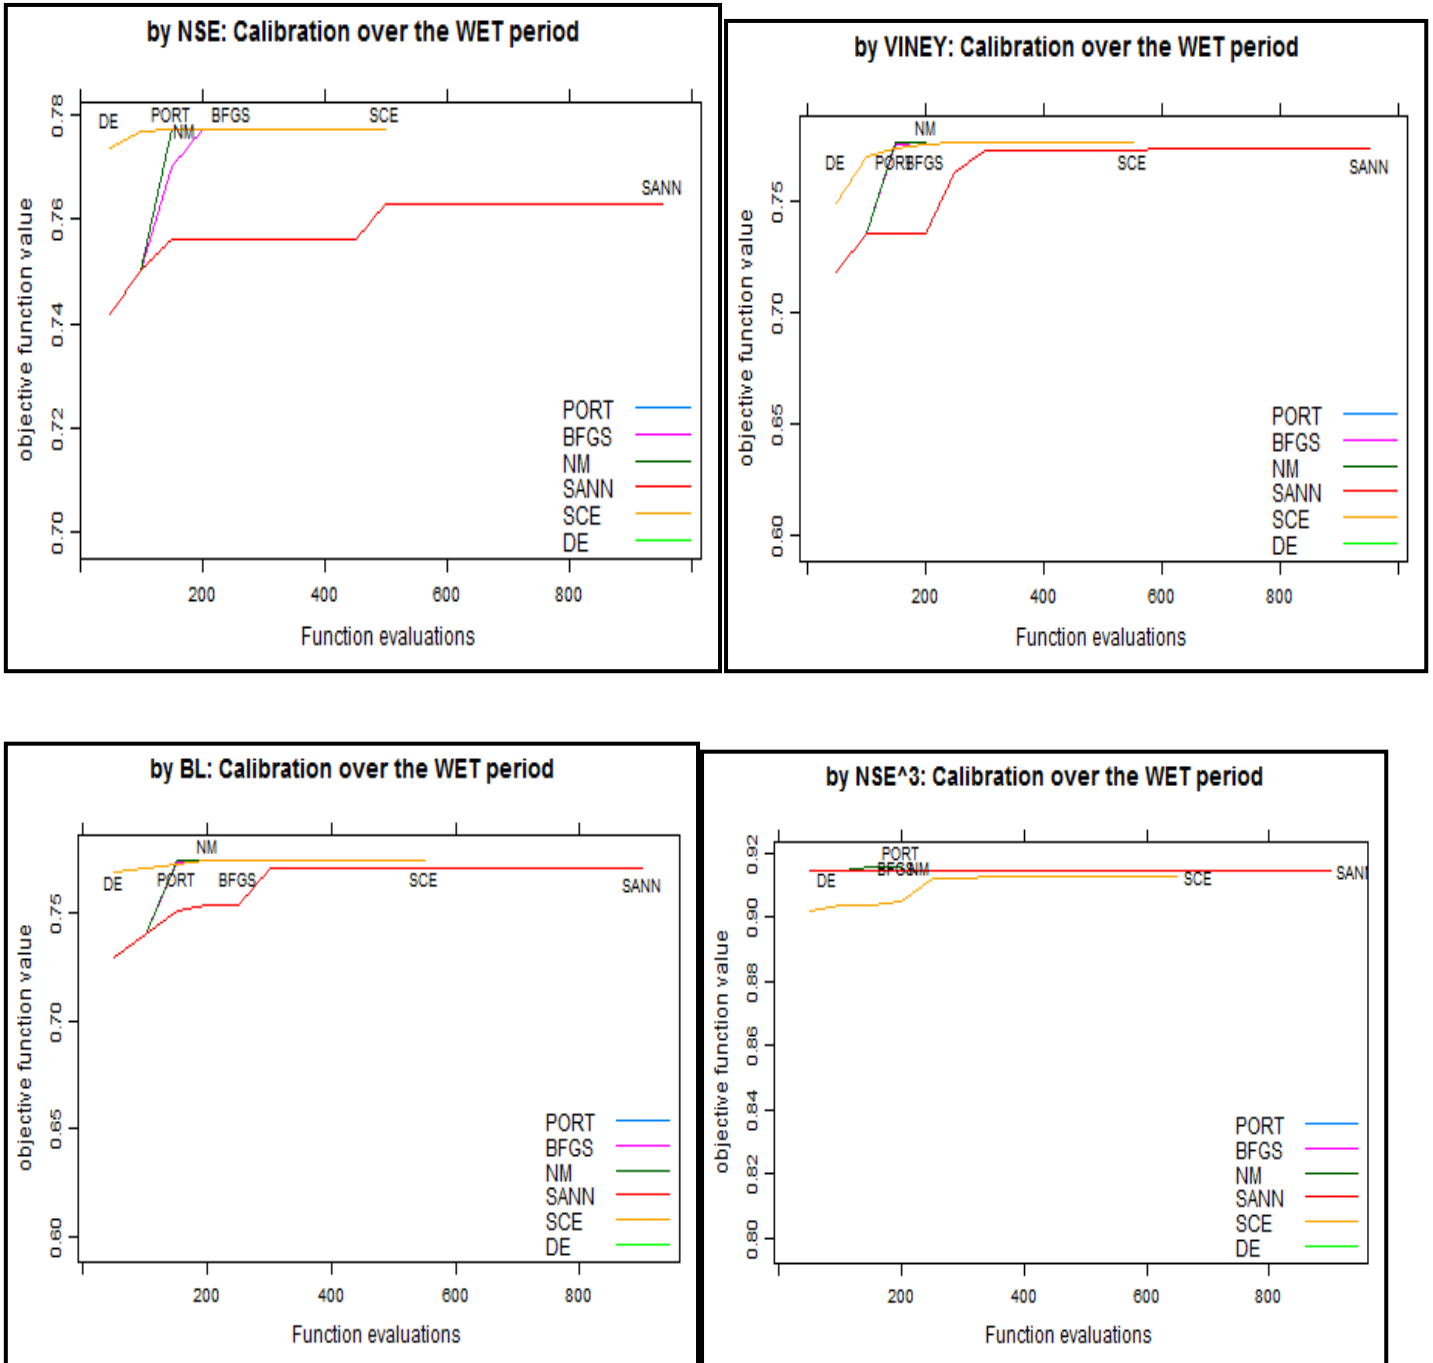 by NSE: Calibration over the WET period
DE
PORT
BFGS
NM
SCE
SANN
objective function value
0.78
0.76
0.74
0.72
0.70
PORT
BFGS
NM
SANN
SCE
DE
200 400 600 800
Function evaluations
by VINEY: Calibration over the WET period
NM
DE
PORT
BFGS
SCE
SANN
objective function value
0.75
0.70
0.65
0.60
PORT
BFGS
NM
SANN
SCE
DE
200 400 600 800
Function evaluations
by BL: Calibration over the WET period
NM
DE
PORT
BFGS
SCE
SANN
objective function value
0.75
0.70
0.65
0.60
PORT
BFGS
NM
SANN
SCE
DE
200 400 600 800
Function evaluations
by NSE^3: Calibration over the WET period
PORT
BFGS
NM
DE
SCE
SANN
objective function value
0.92
0.90
0.88
0.86
0.84
0.82
0.80
PORT
BFGS
NM
SANN
SCE
DE
200 400 600 800
Function evaluations